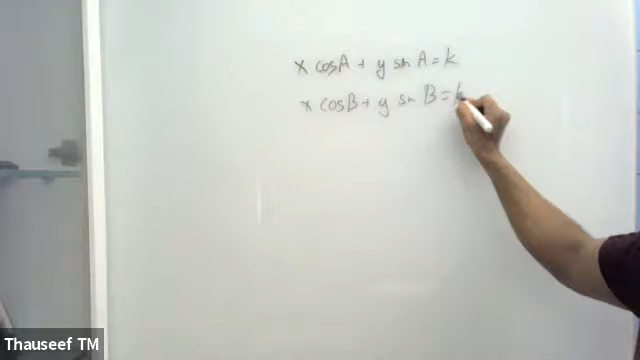 x cosA + y sin A = k
x cosB + y sin B = k
Thauseef TM